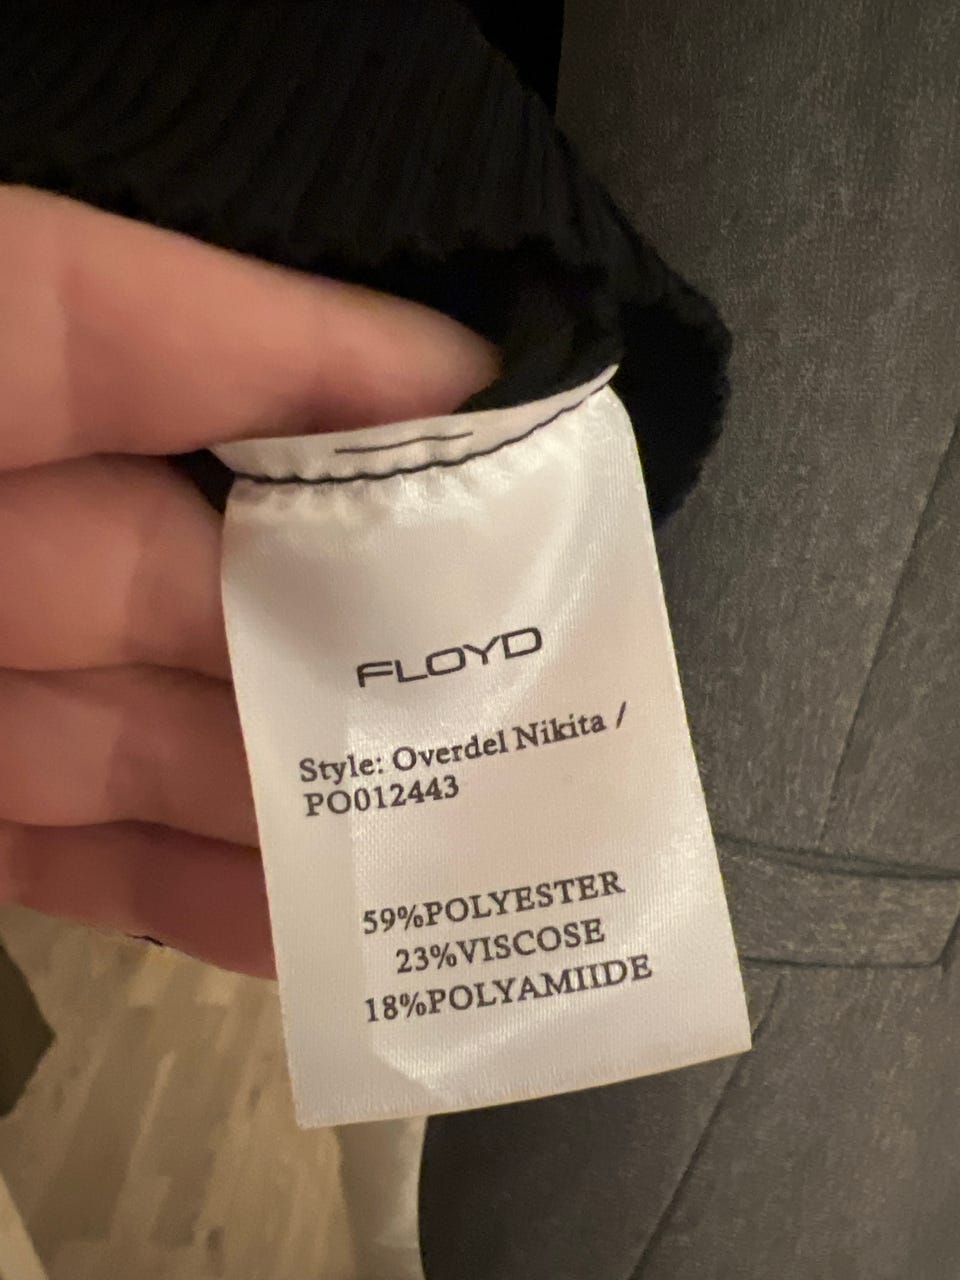 FLOYD
Style: Overdel Nikita /
PO012443
59%POLYESTER
23%VISCOSE
18%POLYAMIIDE